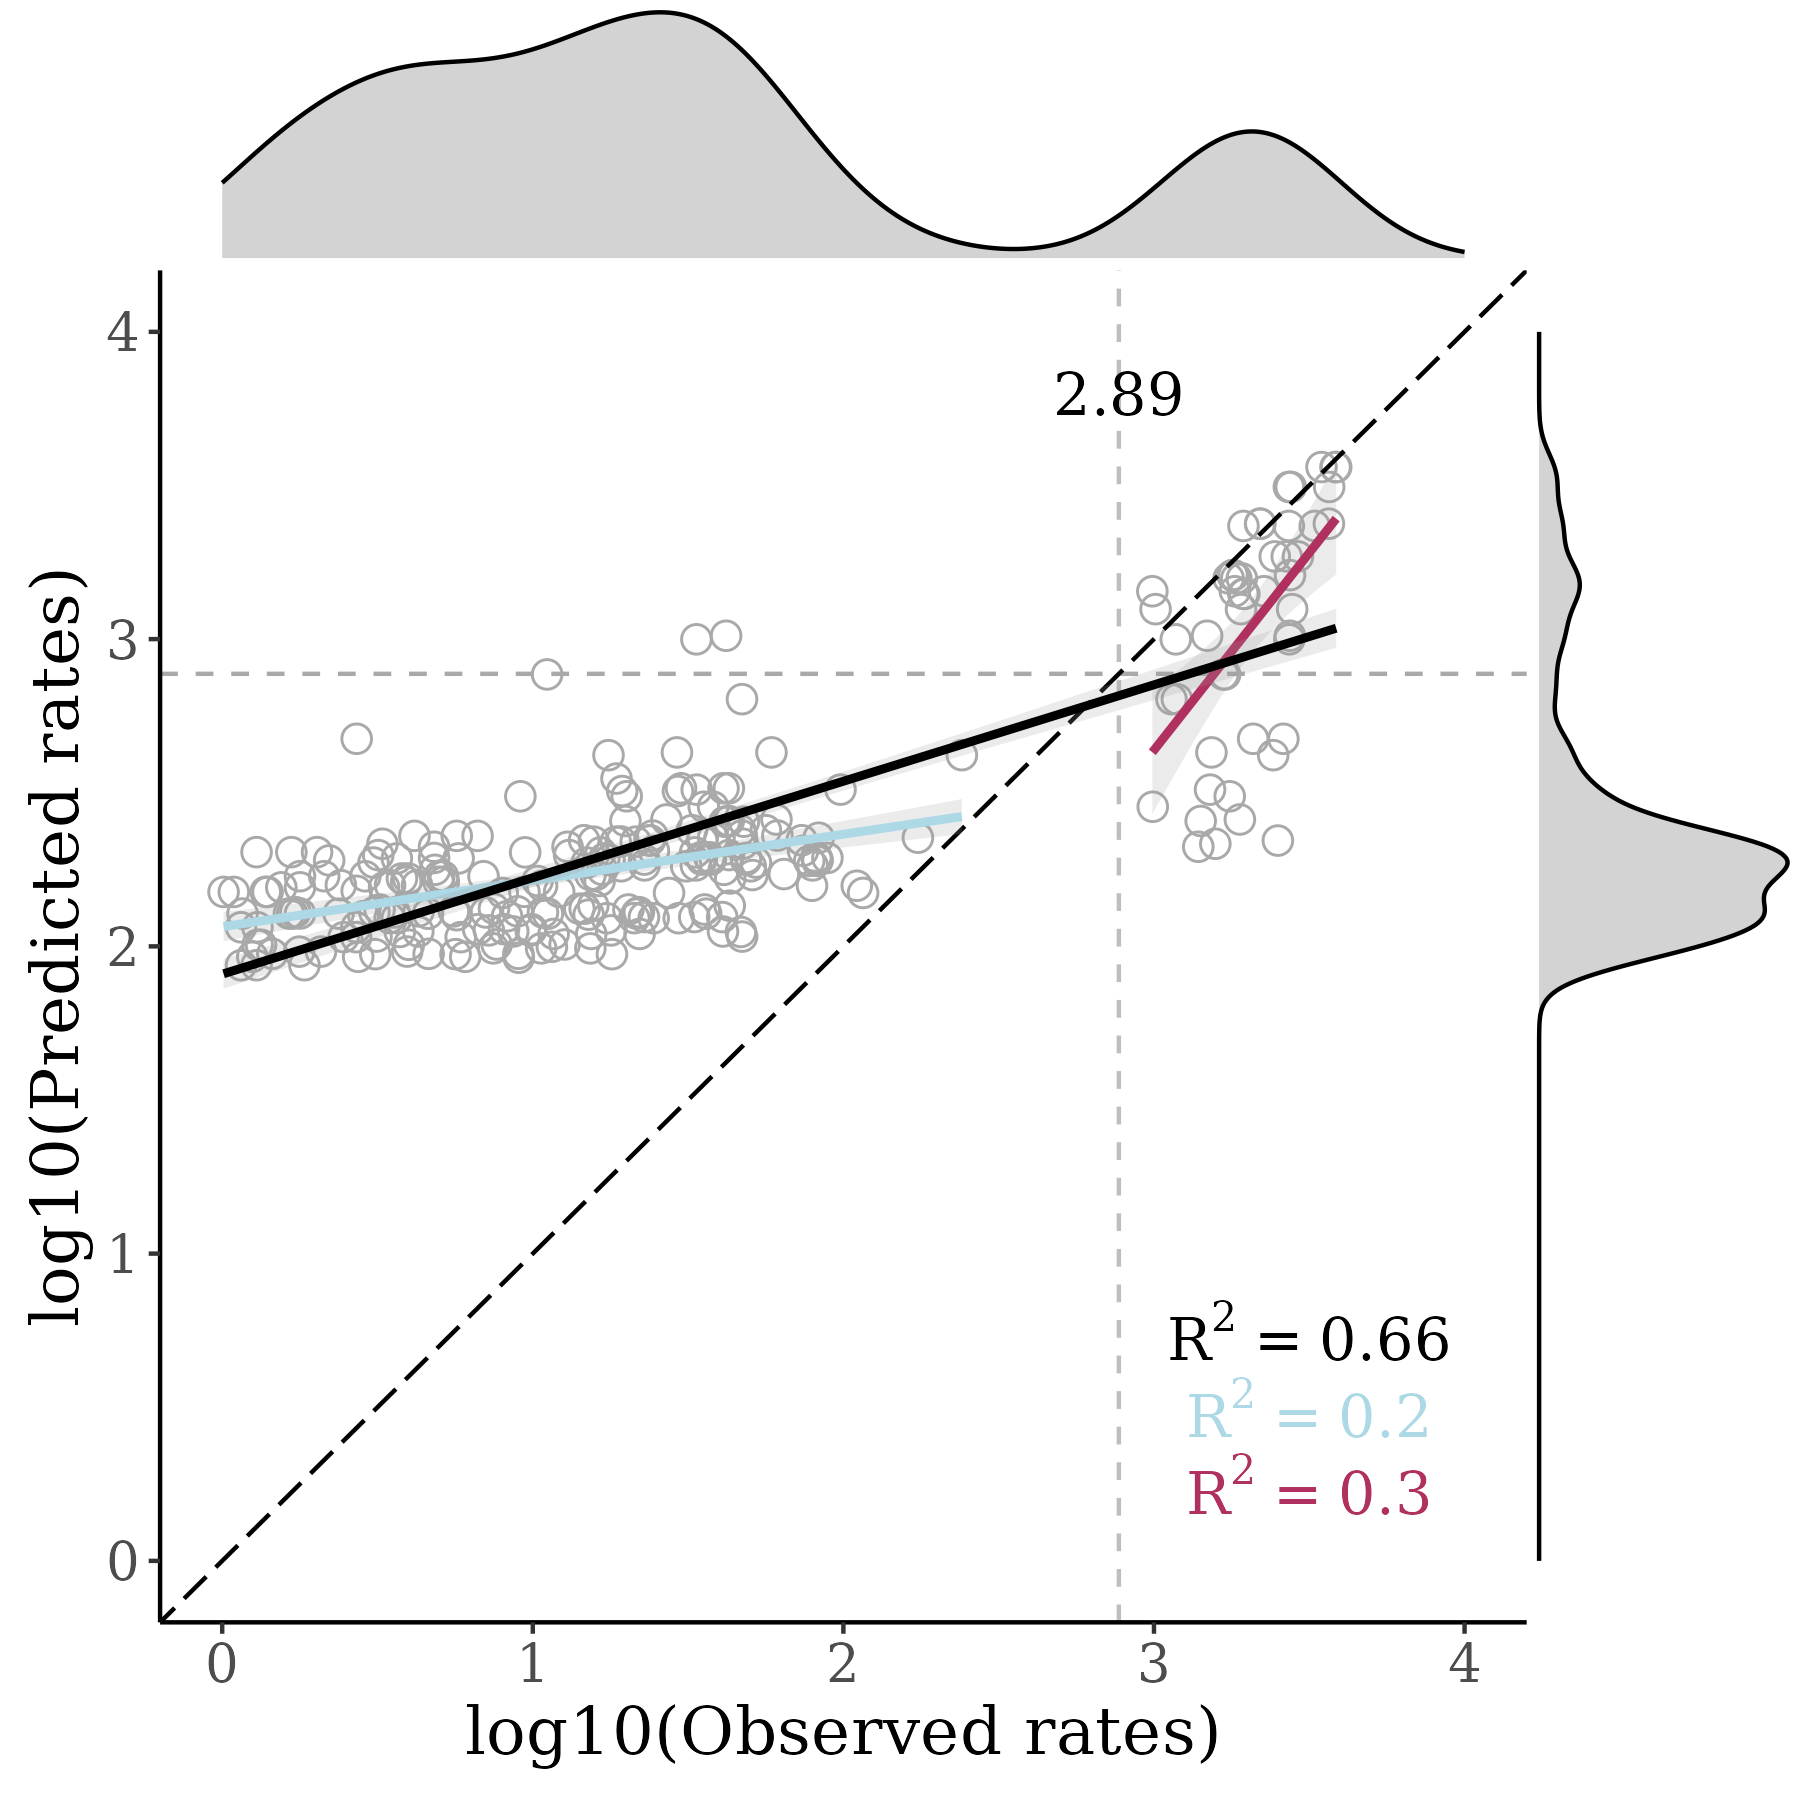 4
3
2
1
0
2.89
R² = 0.66
R² = 0.2
R² = 0.3
0 1 2 3 4
log10(Observed rates)
log10(Predicted rates)